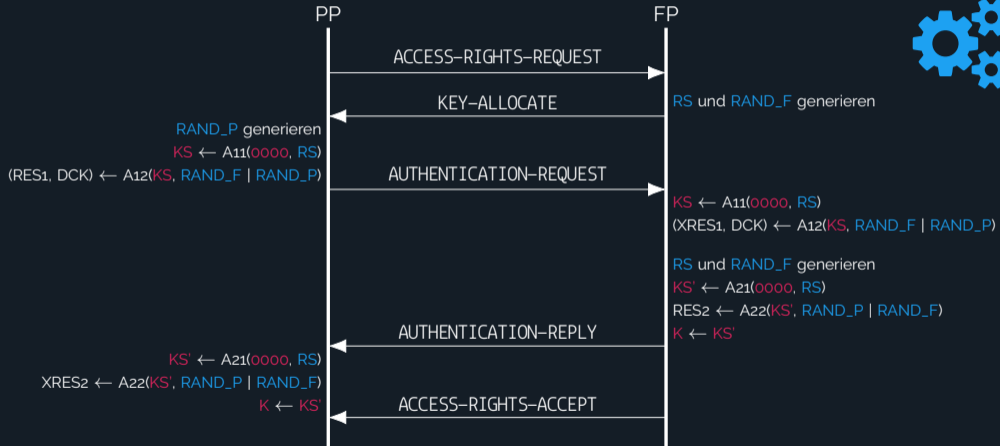 PP
FP
ACCESS-RIGHTS-REQUEST
KEY-ALLOCATE
RS und RAND_F generieren
RAND_P generieren
KS ← A11(0000, RS)
(RES1, DCK) ← A12(KS, RAND_F | RAND_P)
AUTHENTICATION-REQUEST
KS ← A11(0000, RS)
(XRES1, DCK) ← A12(KS, RAND_F | RAND_P)
RS und RAND_F generieren
KS' ← A21(0000, RS)
RES2 ← A22(KS', RAND_P | RAND_F)
K ← KS'
AUTHENTICATION-REPLY
KS' ← A21(0000, RS)
XRES2 ← A22(KS', RAND_P | RAND_F)
K ← KS'
ACCESS-RIGHTS-ACCEPT